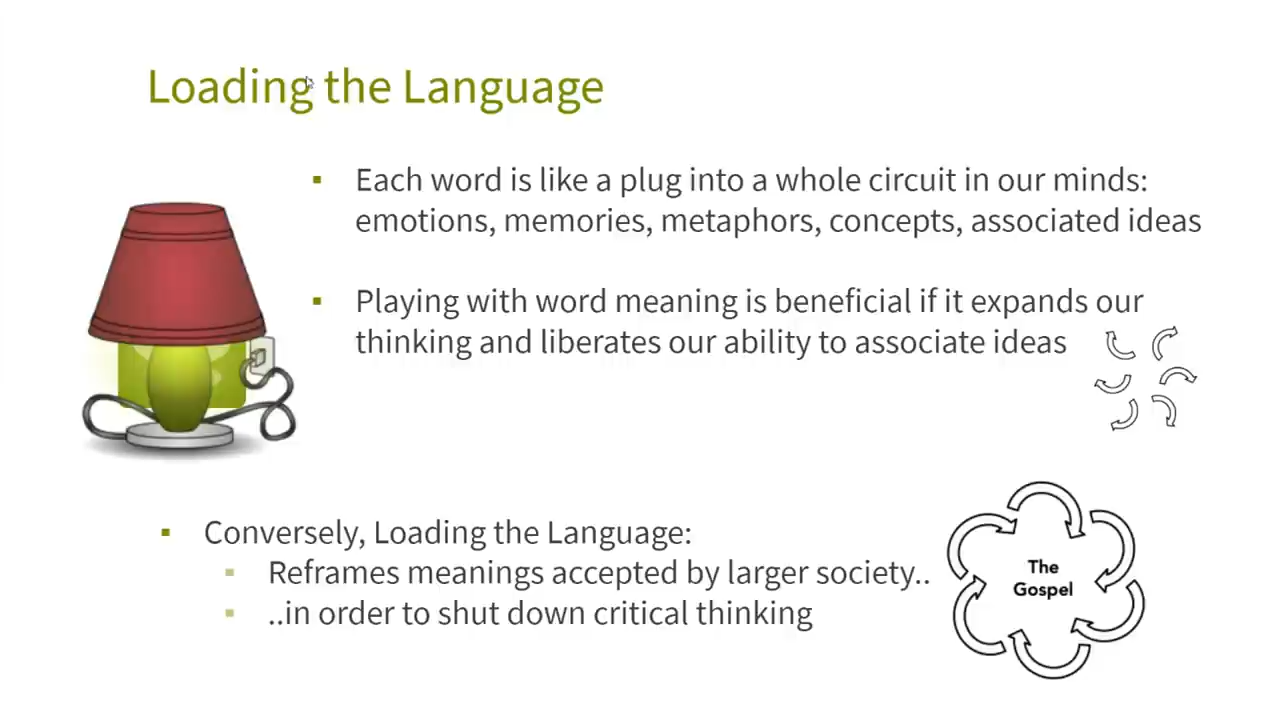 Loading the Language
▪ Each word is like a plug into a whole circuit in our minds:
emotions, memories, metaphors, concepts, associated ideas
▪ Playing with word meaning is beneficial if it expands our
thinking and liberates our ability to associate ideas
▪ Conversely, Loading the Language:
▪ Reframes meanings accepted by larger society..
▪ ..in order to shut down critical thinking
The
Gospel